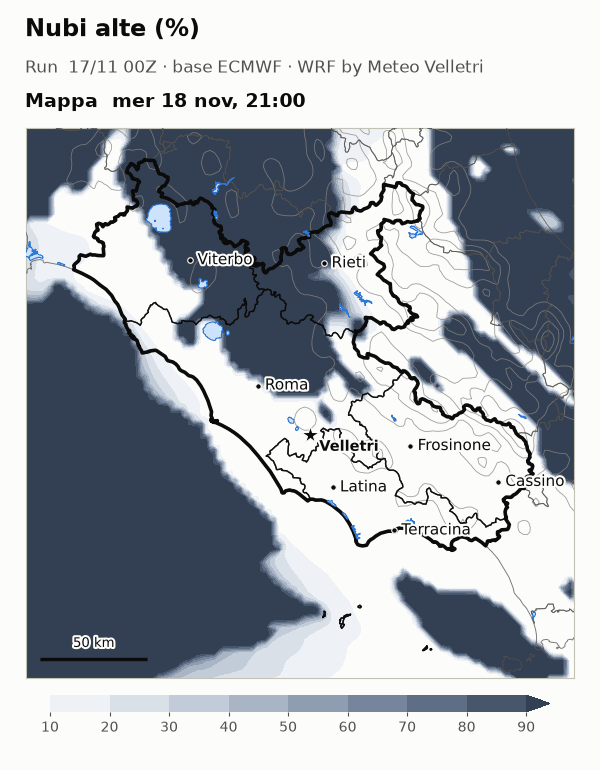 Nubi alte (%)
Run 17/11 00Z · base ECMWF · WRF by Meteo Velletri
Mappa mer 18 nov, 21:00
Viterbo
Rieti
Roma
Velletri
Frosinone
Latina
Cassino
Terracina
50 km
10 20 30 40 50 60 70 80 90